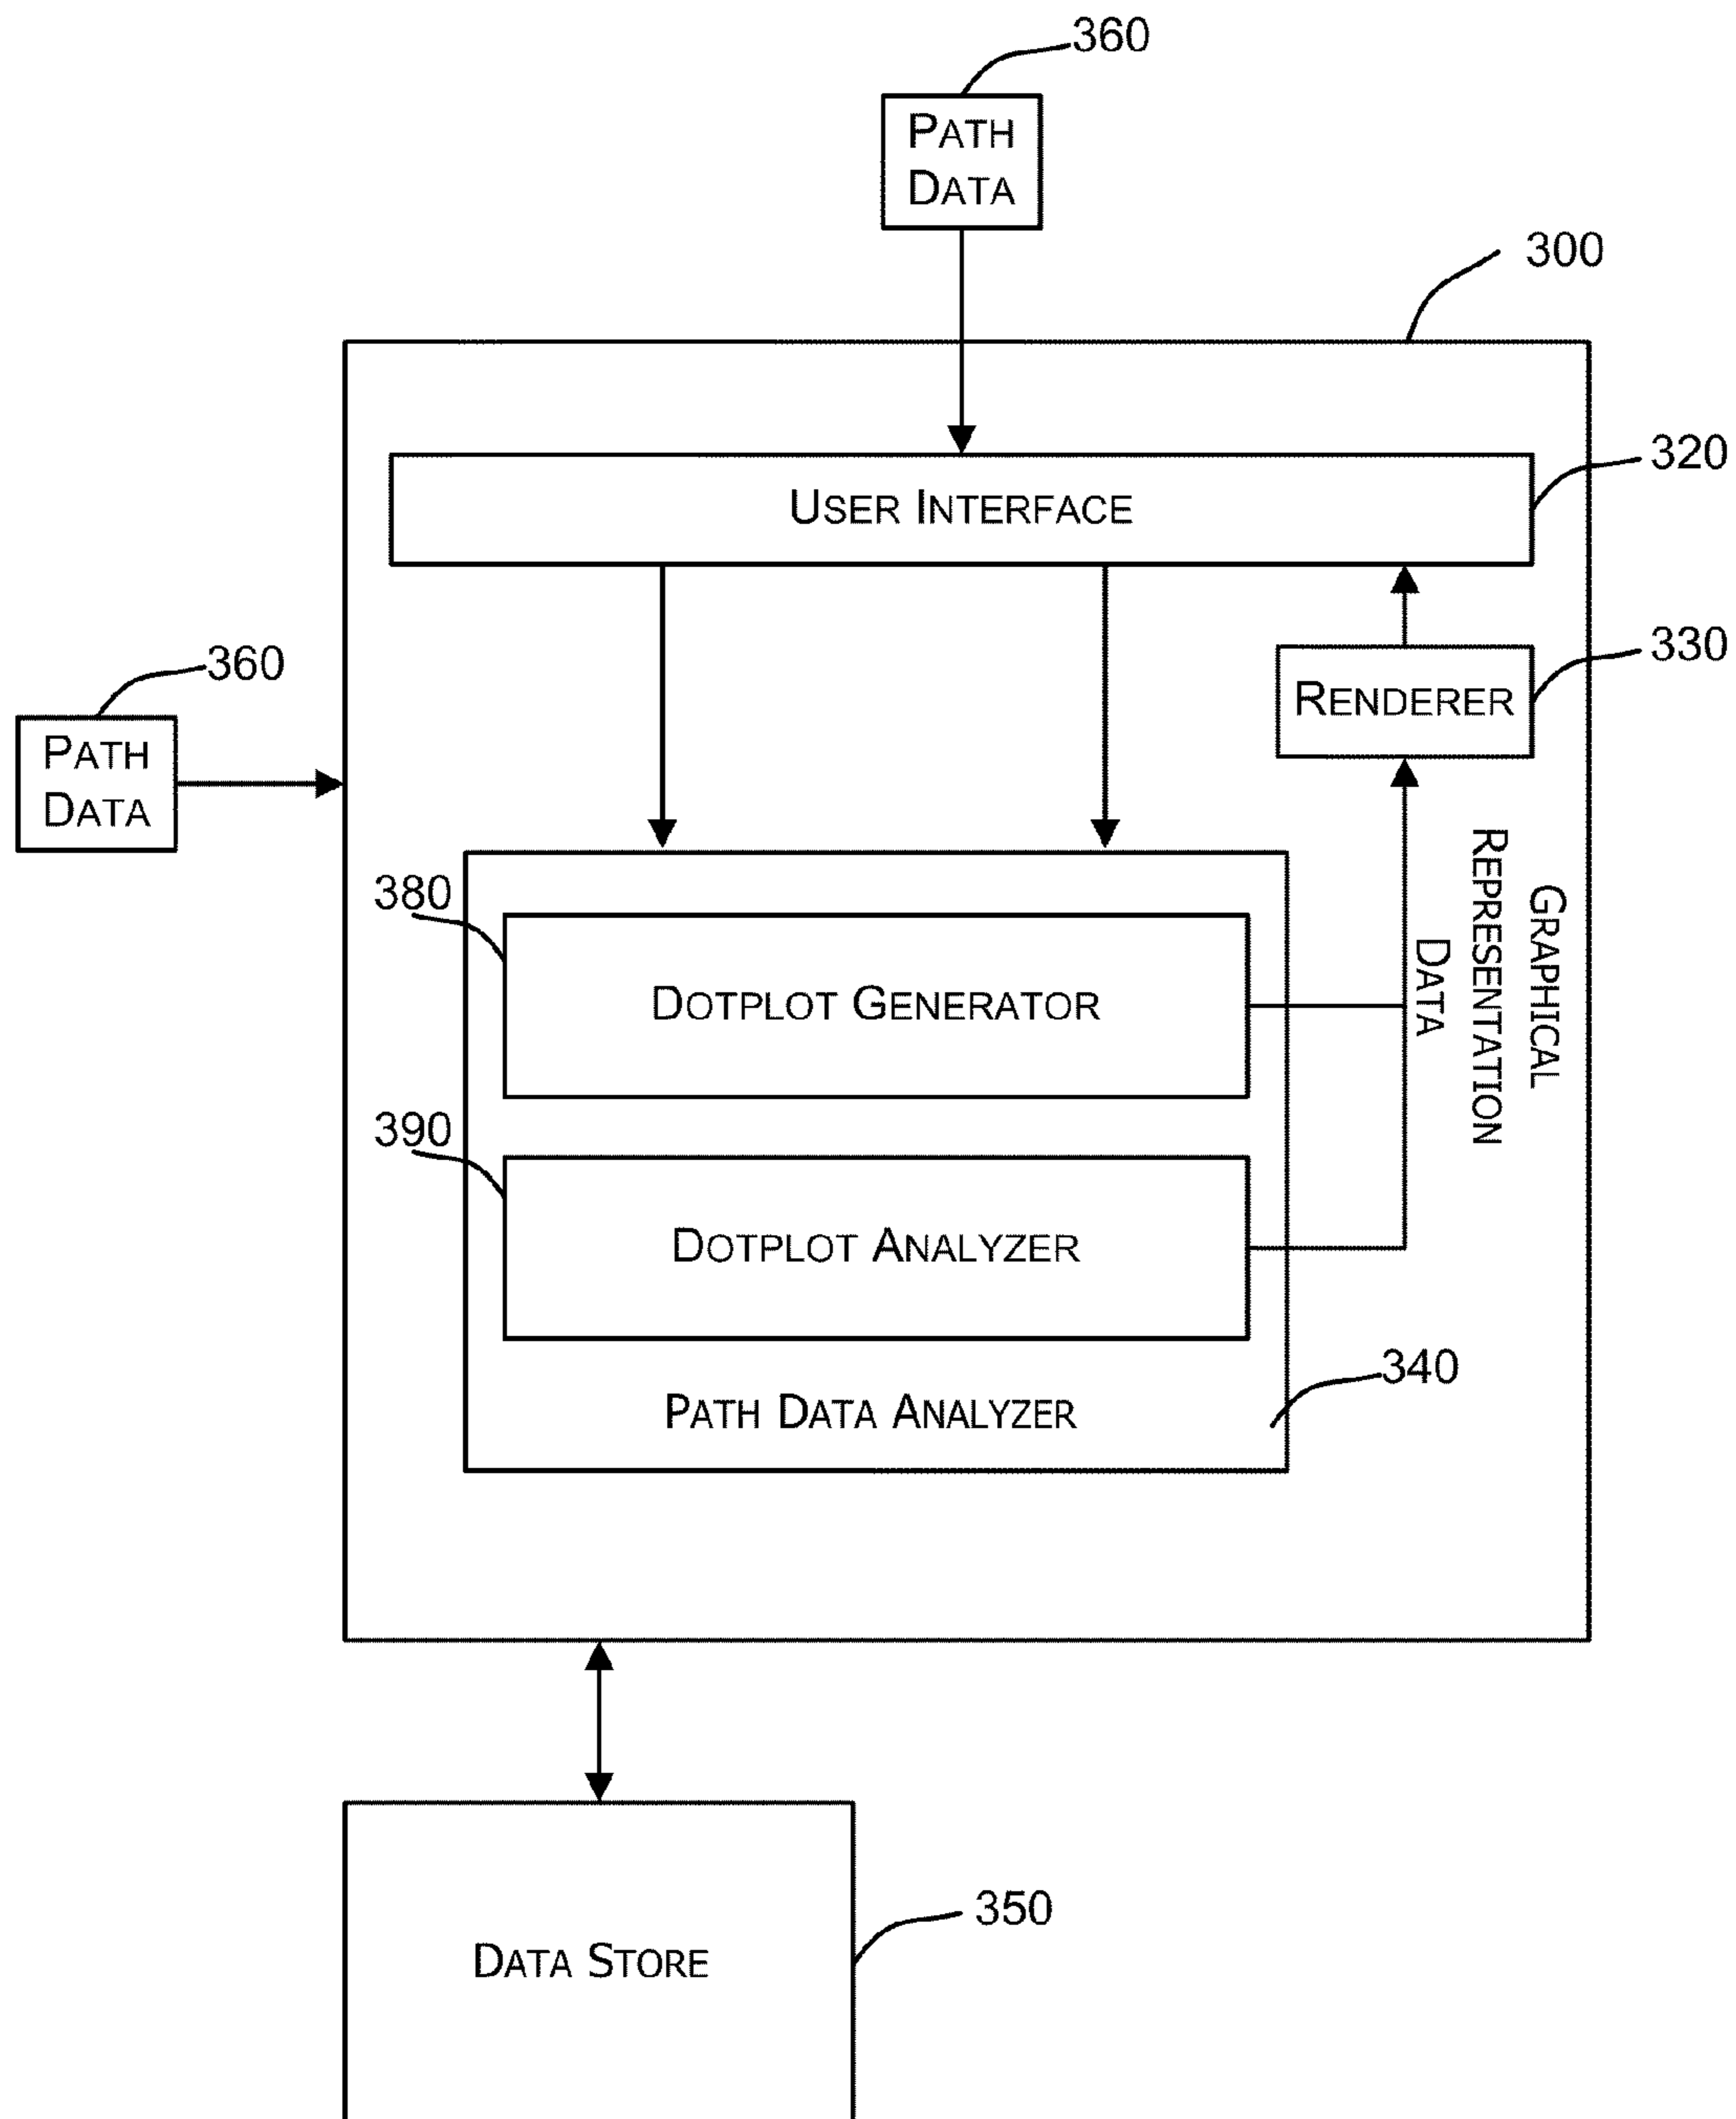 360
PATH
DATA
300
320
USER INTERFACE
360
330
PATH
DATA
RENDERER
GRAPHICAL
REPRESENTATION
DATA
380
DOTPLOT GENERATOR
390
DOTPLOT ANALYZER
340
PATH DATA ANALYZER
350
DATA STORE